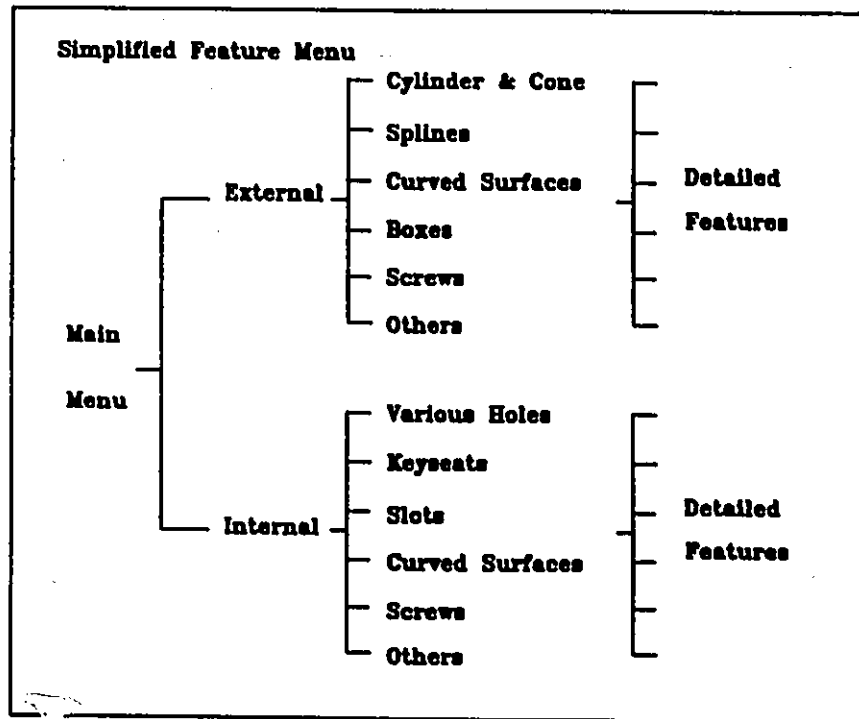 Simplified Feature Menu
Cylinder & Cone
Splines
Curved Surfaces
Boxes
Screws
Others
External
Detailed
Features
Main
Menu
Various Holes
Keyseats
Slots
Curved Surfaces
Screws
Others
Internal
Detailed
Features